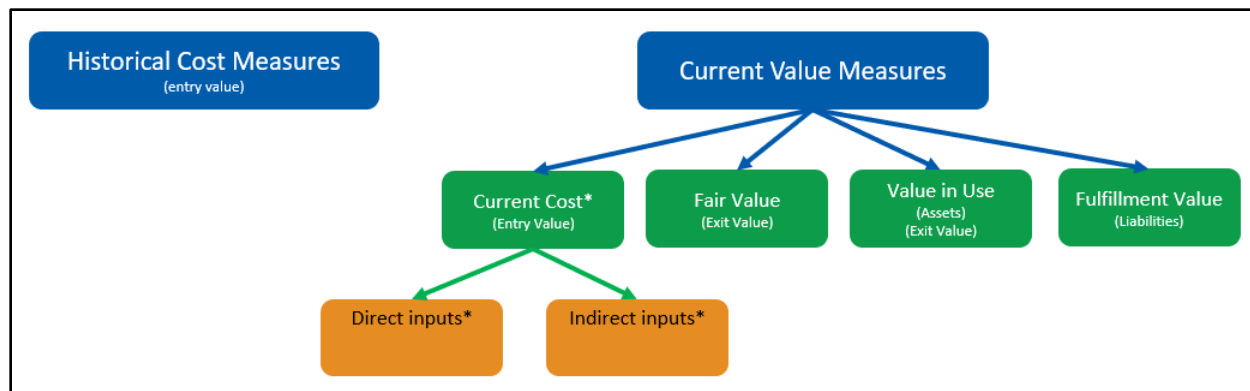 Historical Cost Measures
(entry value)
Current Value Measures
Current Cost*
(Entry Value)
Fair Value
(Exit Value)
Value in Use
(Assets)
(Exit Value)
Fulfillment Value
(Liabilities)
Direct inputs*
Indirect inputs*